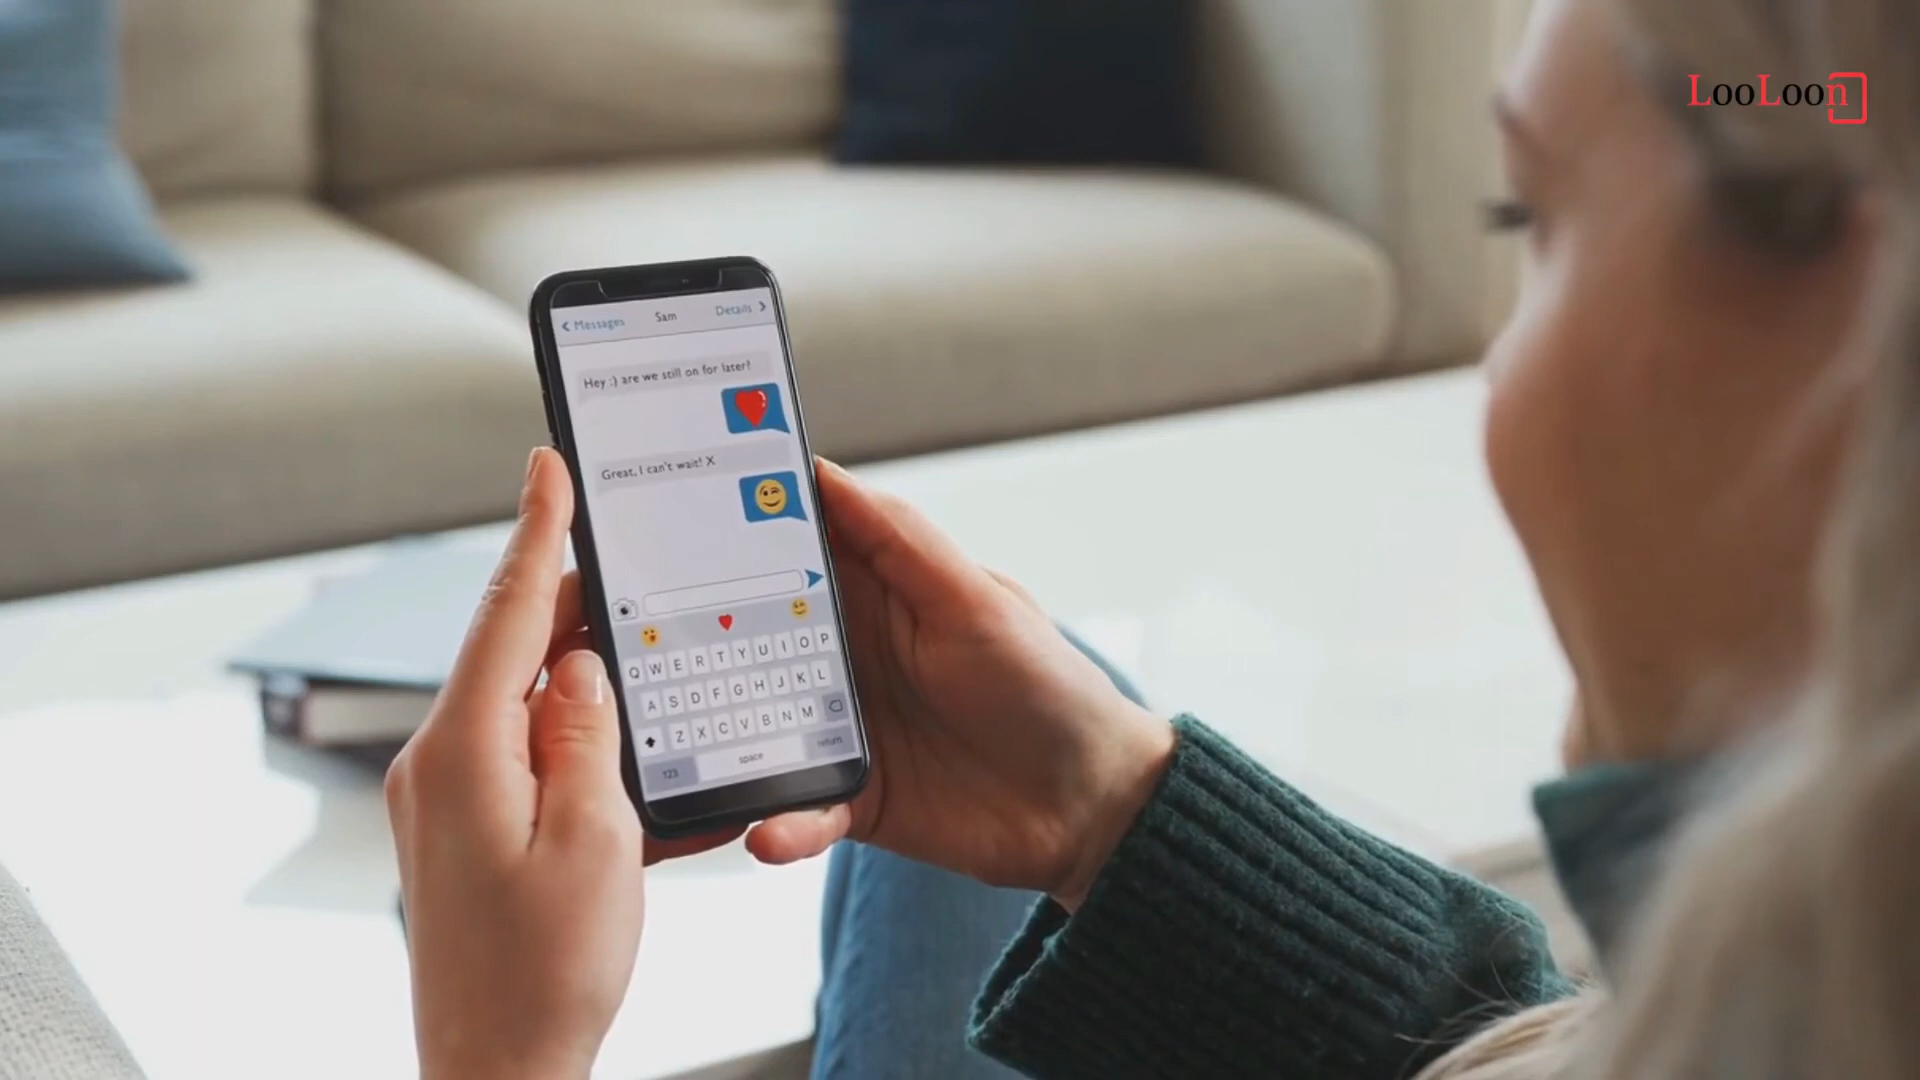 LooLoon
Messages Sam Details
Hey :) are we still on for later?
Great, I can't wait! X
Q W E R T Y U I O P
A S D F G H J K L
Z X C V B N M
123 space return